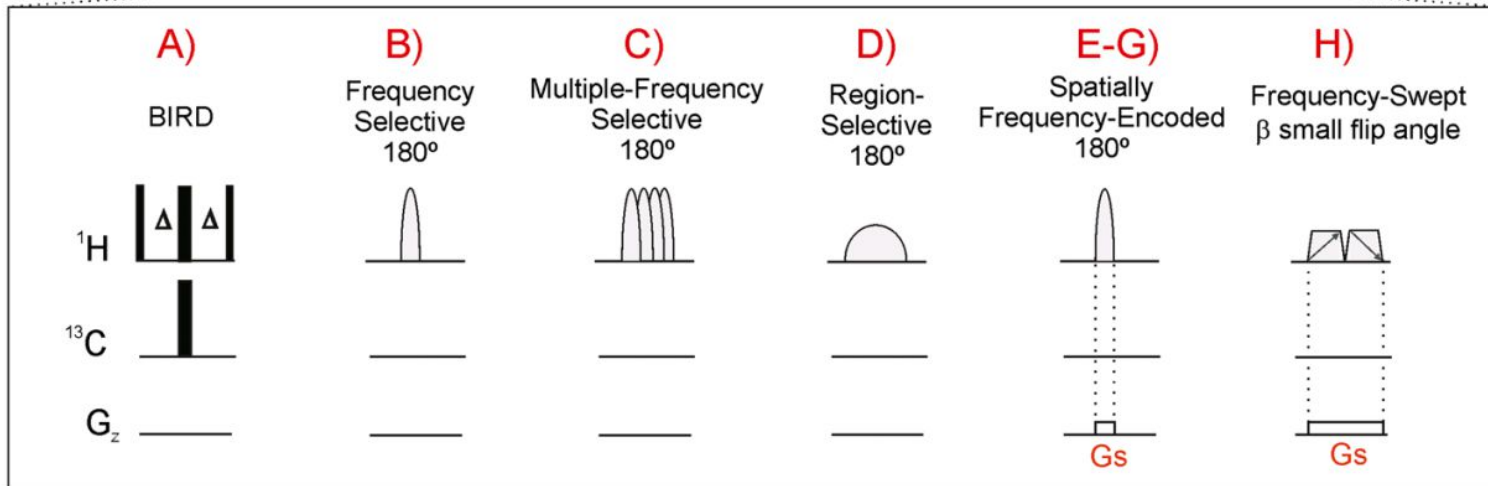 A)
BIRD
B)
Frequency
Selective
180º
C)
Multiple-Frequency
Selective
180º
D)
Region-
Selective
180º
E-G)
Spatially
Frequency-Encoded
180º
H)
Frequency-Swept
β small flip angle
¹H
Δ Δ
¹³C
Gz
Gs
Gs